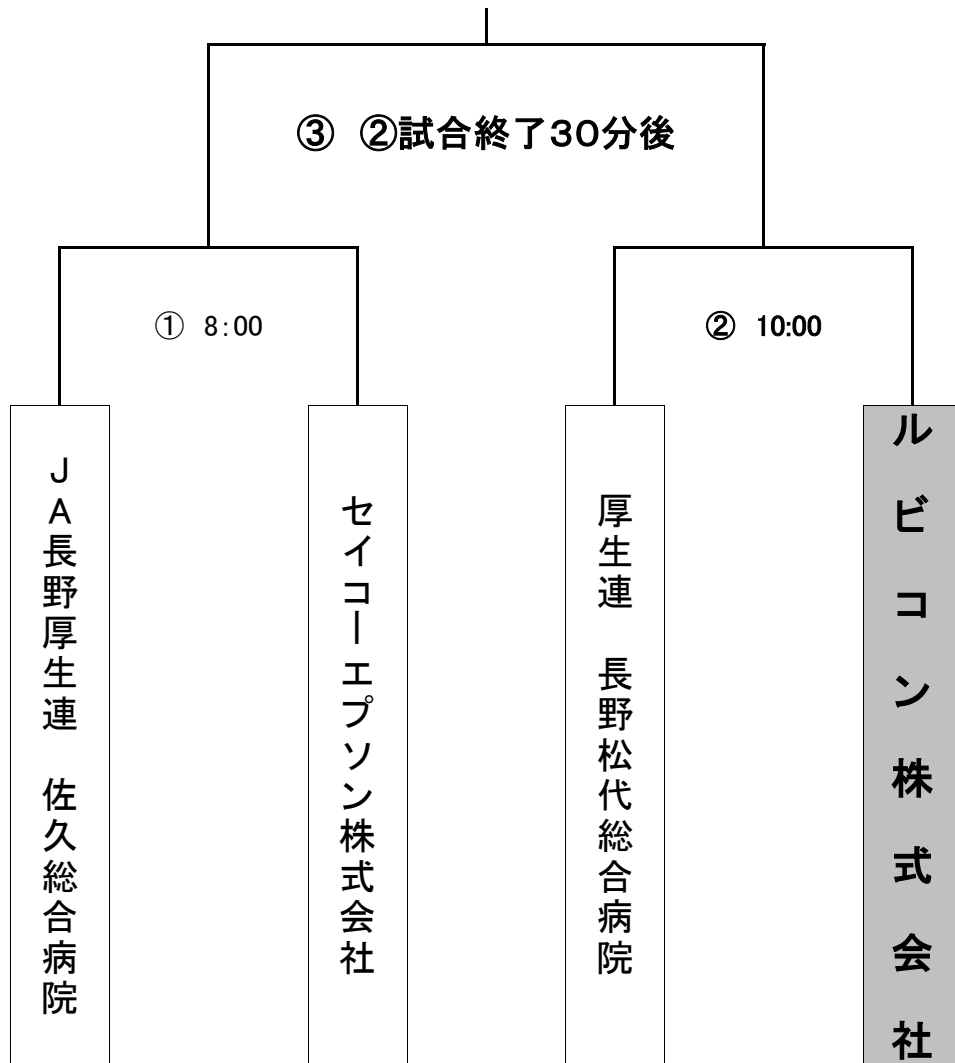 ③ ②試合終了30分後
① 8:00
② 10:00
JA長野厚生連 佐久総合病院
セイコーエプソン株式会社
厚生連 長野松代総合病院
ルビコン株式会社